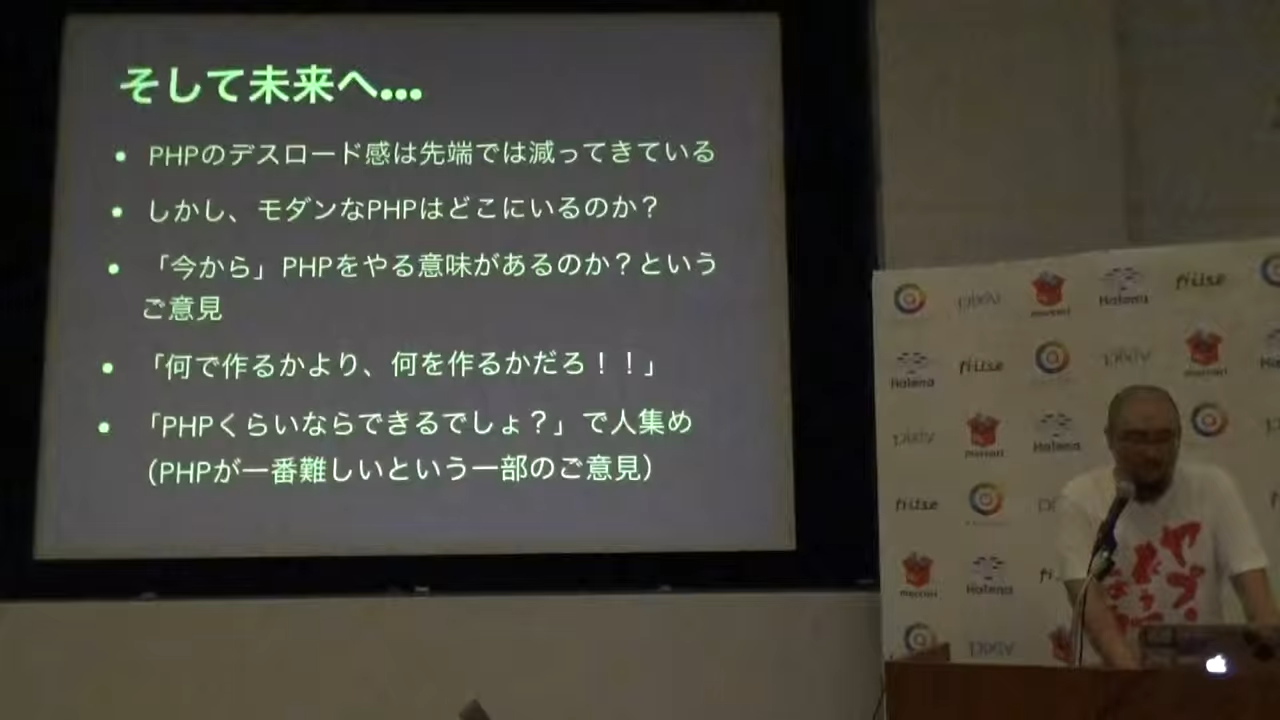 そして未来へ...
• PHPのデスロード感は先端では減ってきている
• しかし、モダンなPHPはどこにいるのか？
• 「今から」PHPをやる意味があるのか？という
ご意見
• 「何で作るかより、何を作るかだろ！！」
• 「PHPくらいならできるでしょ？」で人集め
（PHPが一番難しいという一部のご意見）
pixiv
mercari
Hatena
mercari
Hatena
pixiv
mercari
Hatena
mercari
Hatena
pixiv